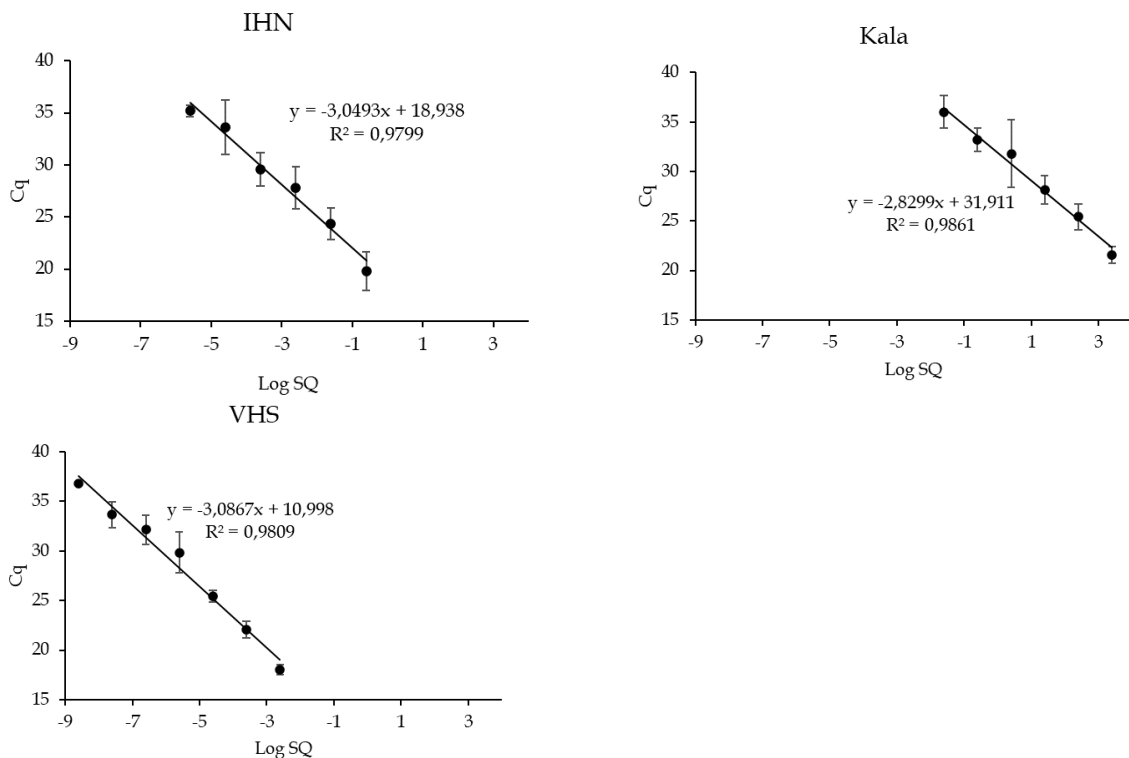 IHN
40
35
30
25
20
15
Cq
y = -3,0493x + 18,938
R² = 0,9799
-9 -7 -5 -3 -1 1 3
Log SQ
Kala
40
35
30
25
20
15
Cq
y = -2,8299x + 31,911
R² = 0,9861
-9 -7 -5 -3 -1 1 3
Log SQ
VHS
40
35
30
25
20
15
Cq
y = -3,0867x + 10,998
R² = 0,9809
-9 -7 -5 -3 -1 1 3
Log SQ